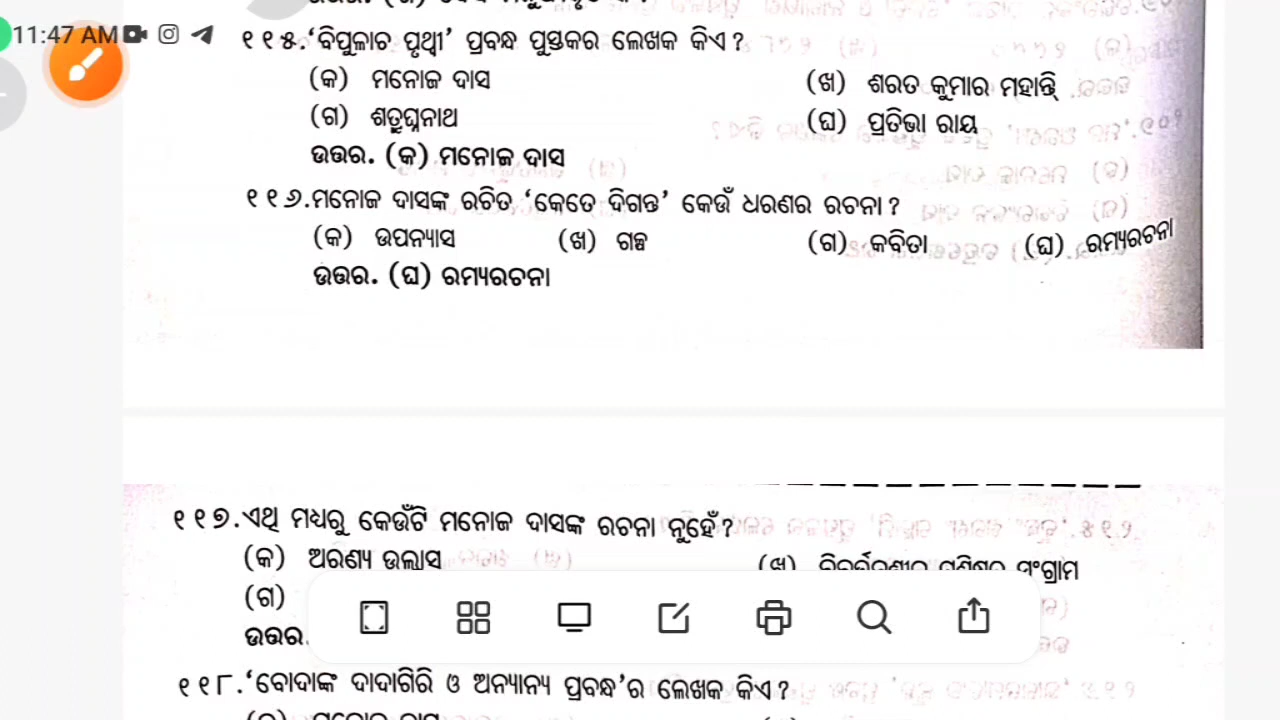 11:47 AM
୧୧୫.‘ବିପୁଳାଚ ପୃଥ୍ୱୀ’ ପ୍ରବନ୍ଧ ପୁସ୍ତକର ଲେଖକ କିଏ?
(କ) ମନୋଜ ଦାସ (ଖ) ଶରତ କୁମାର ମହାନ୍ତି
(ଗ) ଶତ୍ରୁଘ୍ନନାଥ (ଘ) ପ୍ରତିଭା ରାୟ
ଉତ୍ତର. (କ) ମନୋଜ ଦାସ
୧୧୬.ମନୋଜ ଦାସଙ୍କ ରଚିତ ‘କେତେ ଦିଗନ୍ତ’ କେଉଁ ଧରଣର ରଚନା?
(କ) ଉପନ୍ୟାସ (ଖ) ଗଳ୍ପ (ଗ) କବିତା (ଘ) ରମ୍ୟରଚନା
ଉତ୍ତର. (ଘ) ରମ୍ୟରଚନା
୧୧୭.ଏଥି ମଧ୍ୟରୁ କେଉଁଟି ମନୋଜ ଦାସଙ୍କ ରଚନା ନୁହେଁ?
(କ) ଅରଣ୍ୟ ଉଲ୍ଲାସ (ଖ) ସଂଗ୍ରାମ
(ଗ)
ଉତ୍ତର.
୧୧୮.‘ବୋଦାଙ୍କ ଦାଦାଗିରି ଓ ଅନ୍ୟାନ୍ୟ ପ୍ରବନ୍ଧ’ର ଲେଖକ କିଏ?